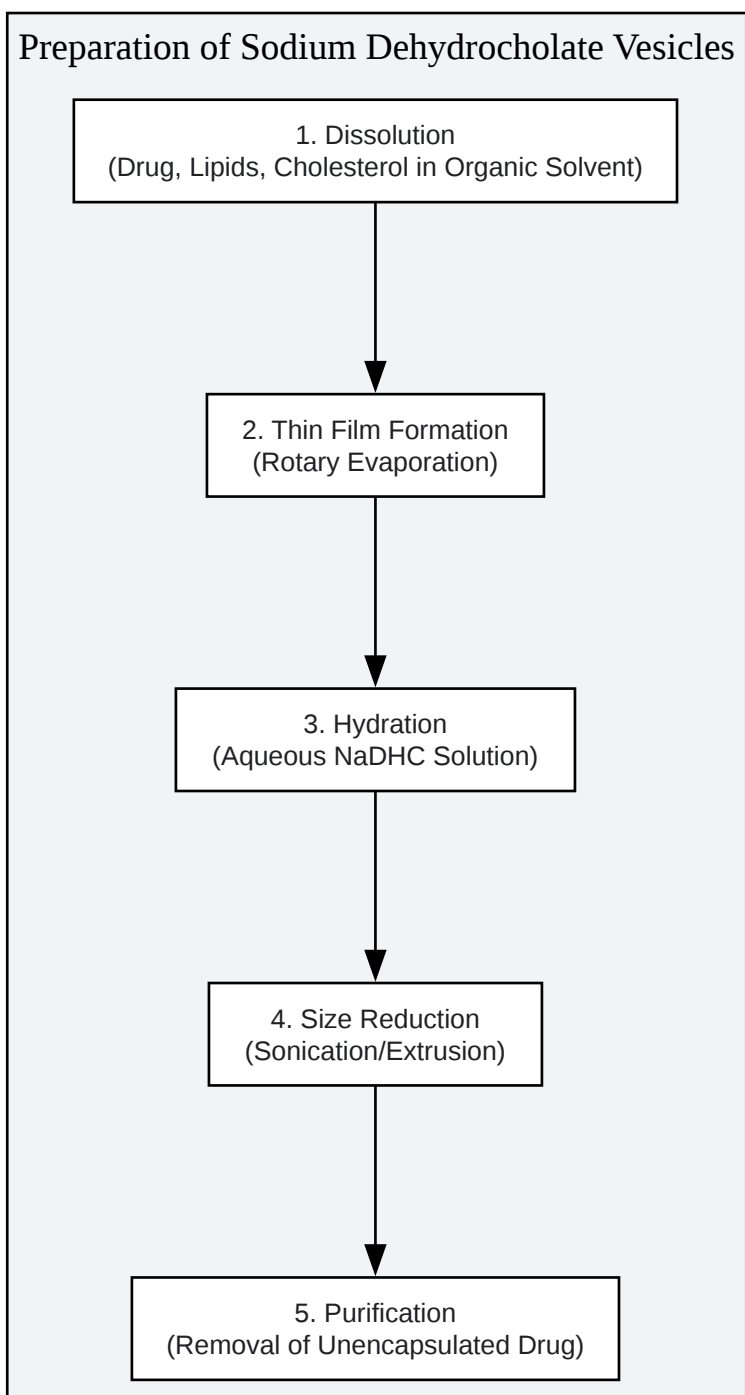 Preparation of Sodium Dehydrocholate Vesicles
1. Dissolution
(Drug, Lipids, Cholesterol in Organic Solvent)
2. Thin Film Formation
(Rotary Evaporation)
3. Hydration
(Aqueous NaDHC Solution)
4. Size Reduction
(Sonication/Extrusion)
5. Purification
(Removal of Unencapsulated Drug)